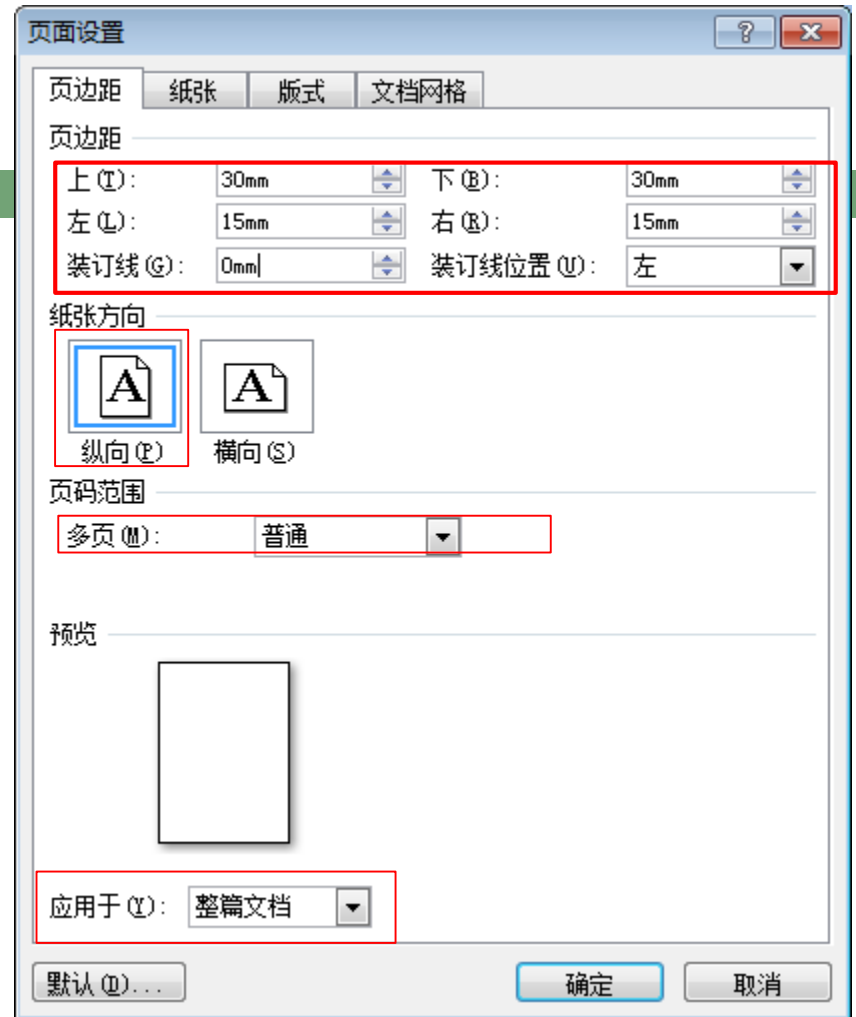 页面设置
页边距 纸张 版式 文档网格
页边距
上(T): 30mm 下(B): 30mm
左(L): 15mm 右(R): 15mm
装订线(G): 0mm 装订线位置(U): 左
纸张方向
A A
纵向(P) 横向(S)
页码范围
多页(M): 普通
预览
应用于(Y): 整篇文档
默认(D)... 确定 取消